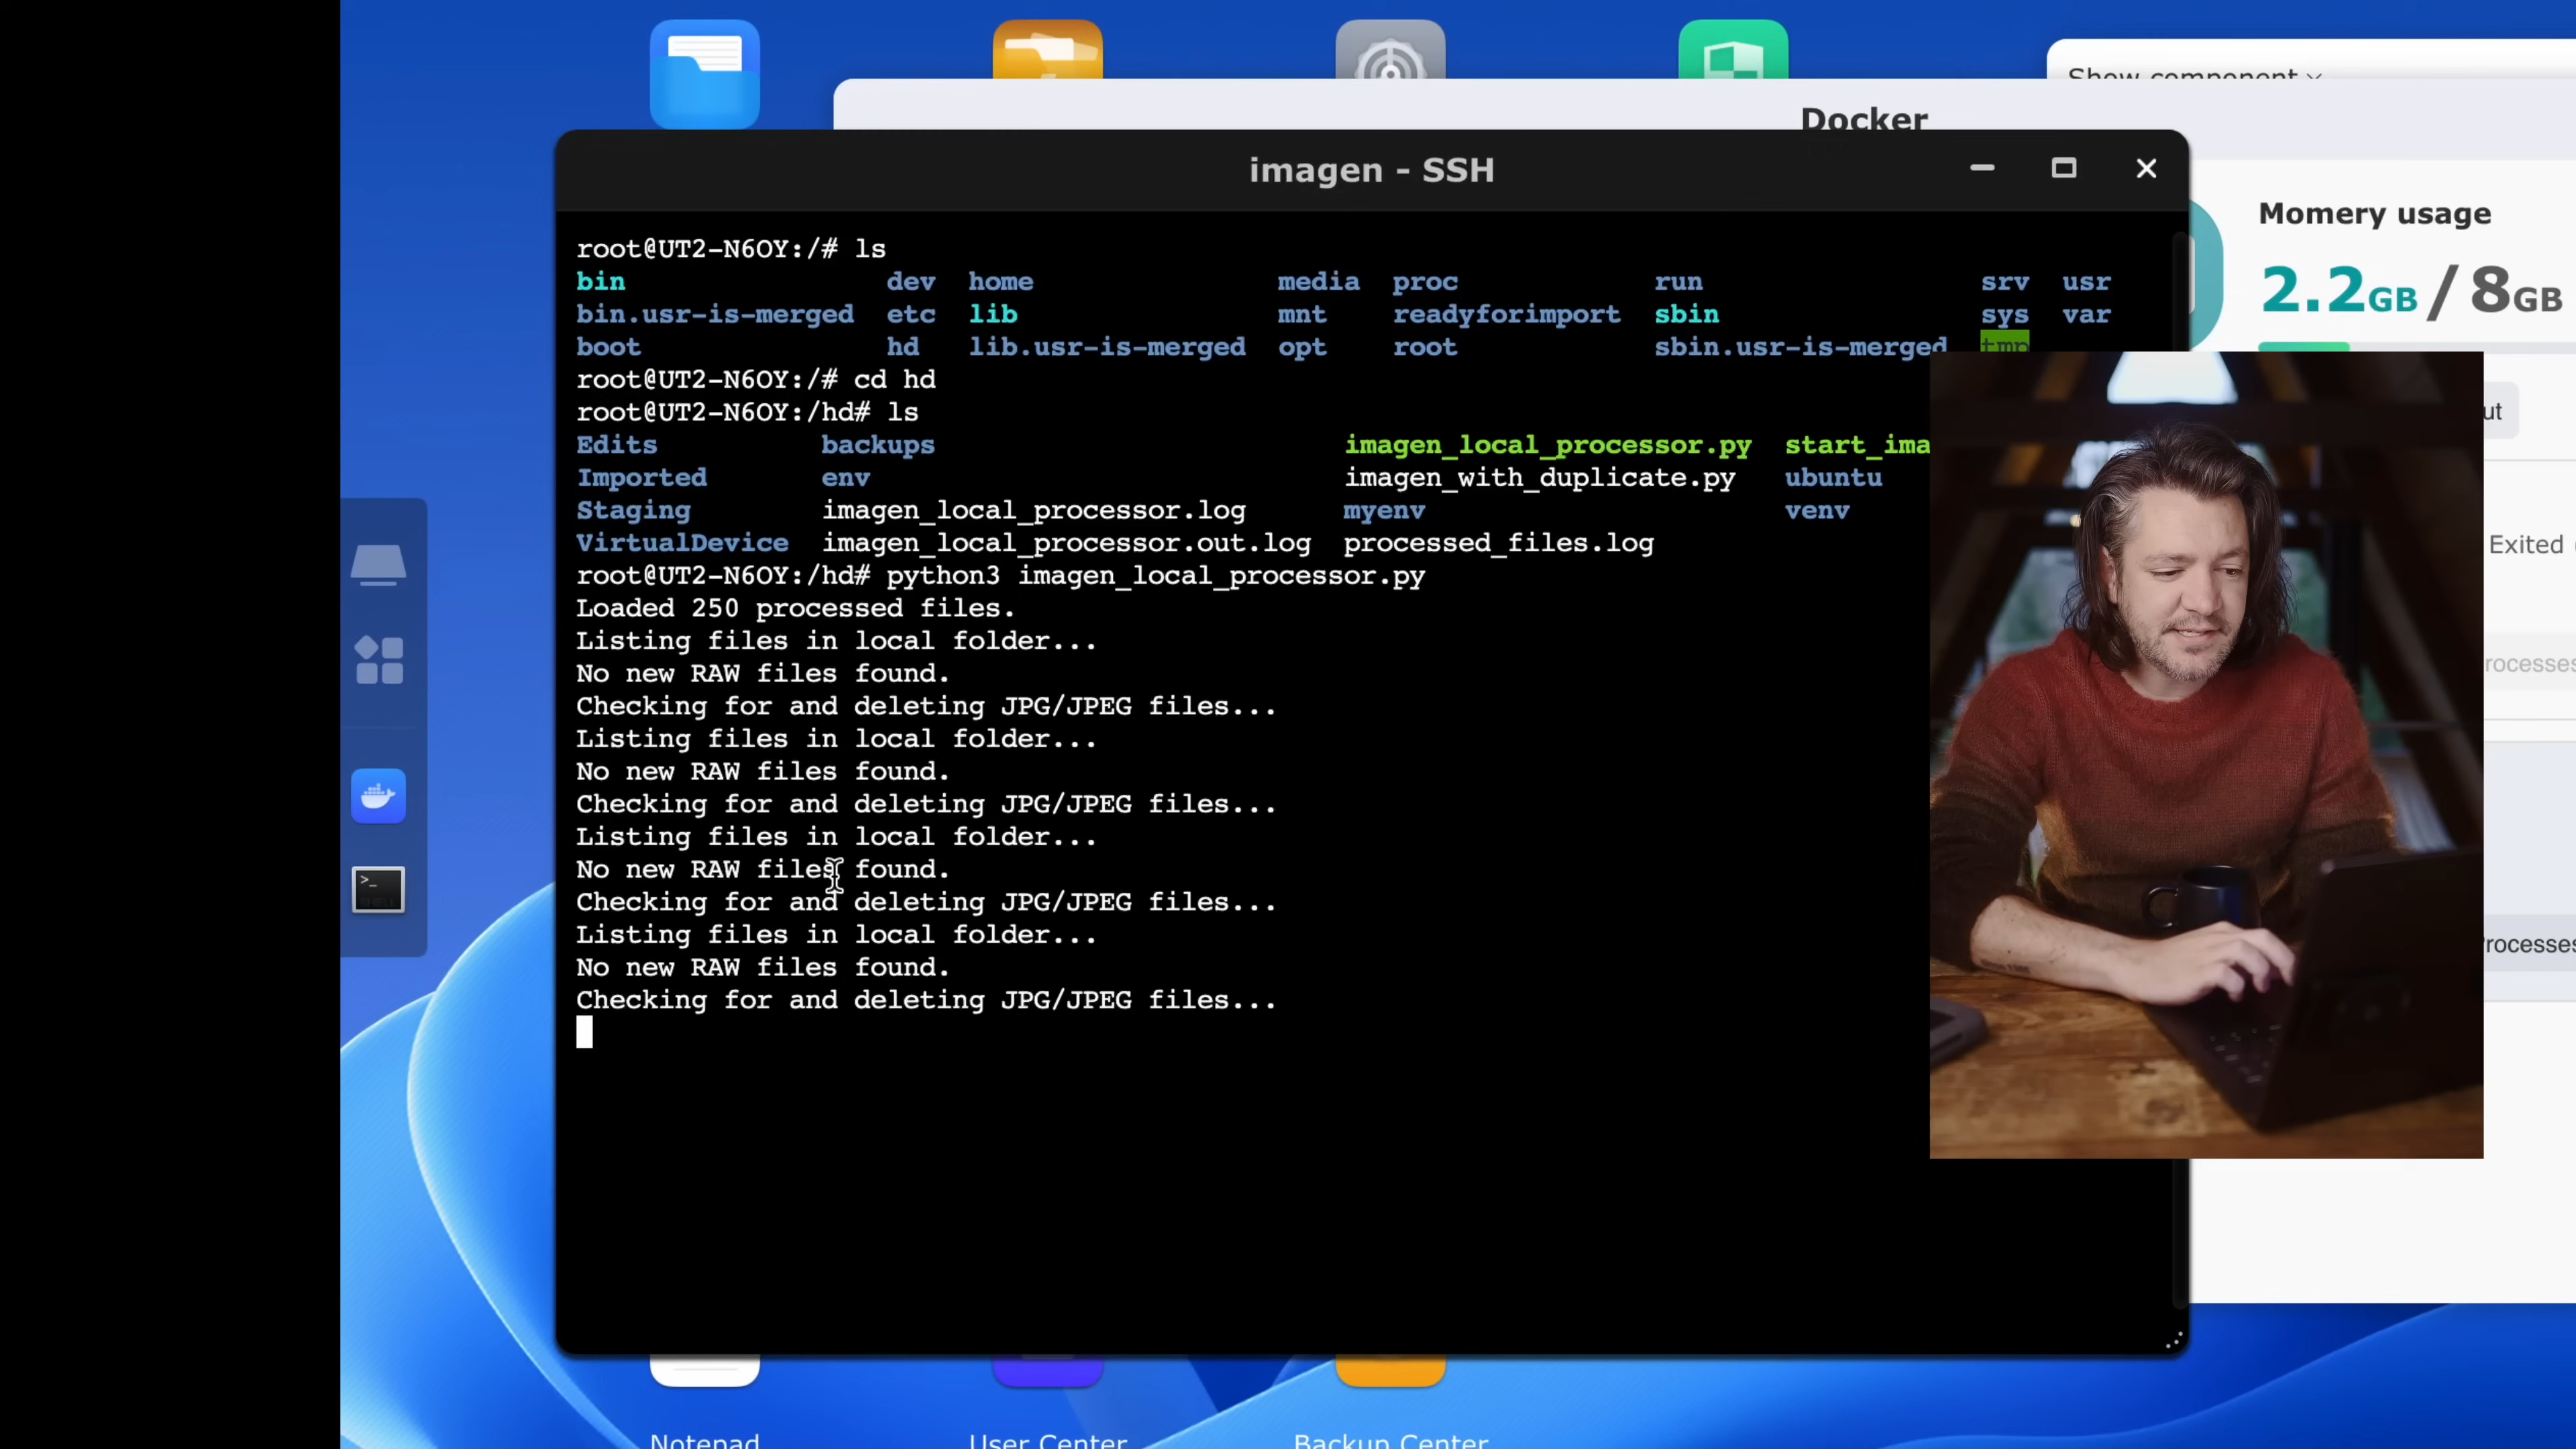 Show component
Docker
imagen - SSH
Momery usage
2.2GB / 8GB
root@UT2-N6OY:/# ls
bin dev home media proc run srv usr
bin.usr-is-merged etc lib mnt readyforimport sbin sys var
boot hd lib.usr-is-merged opt root sbin.usr-is-merged tmp
root@UT2-N6OY:/# cd hd
root@UT2-N6OY:/hd# ls
Edits backups imagen_local_processor.py start_ima
Imported env imagen_with_duplicate.py ubuntu
Staging imagen_local_processor.log myenv venv
VirtualDevice imagen_local_processor.out.log processed_files.log
root@UT2-N6OY:/hd# python3 imagen_local_processor.py
Loaded 250 processed files.
Listing files in local folder...
No new RAW files found.
Checking for and deleting JPG/JPEG files...
Listing files in local folder...
No new RAW files found.
Checking for and deleting JPG/JPEG files...
Listing files in local folder...
No new RAW files found.
Checking for and deleting JPG/JPEG files...
Listing files in local folder...
No new RAW files found.
Checking for and deleting JPG/JPEG files...
ut
Exited
rocesses
rocesses
>_
Notepad
User Center
Backup Center